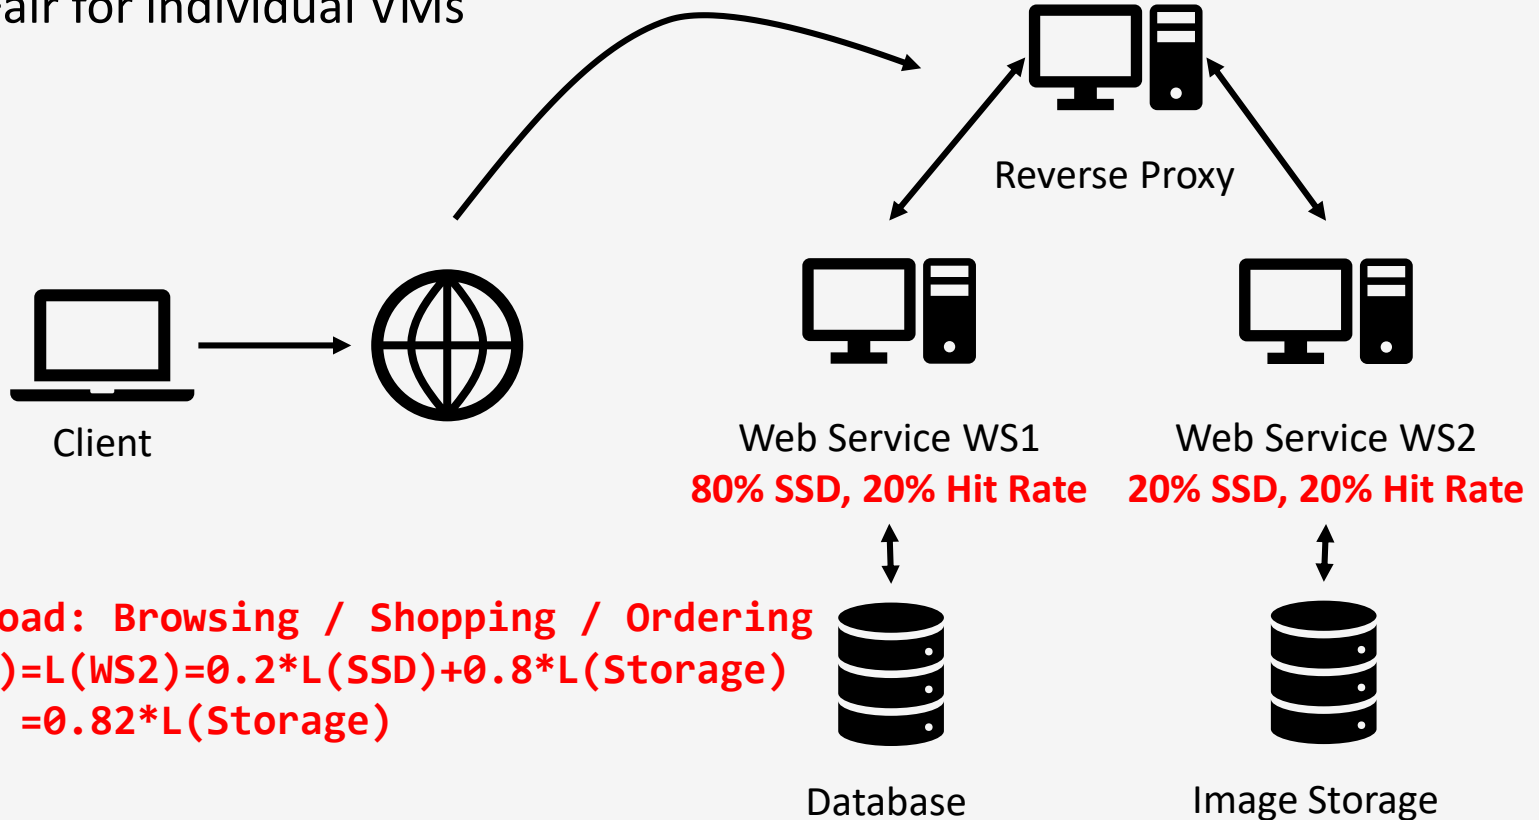 Fair for Individual VMs
Reverse Proxy
Client
Web Service WS1
80% SSD, 20% Hit Rate
Web Service WS2
20% SSD, 20% Hit Rate
oad: Browsing / Shopping / Ordering
)=L(WS2)=0.2*L(SSD)+0.8*L(Storage)
=0.82*L(Storage)
Database
Image Storage